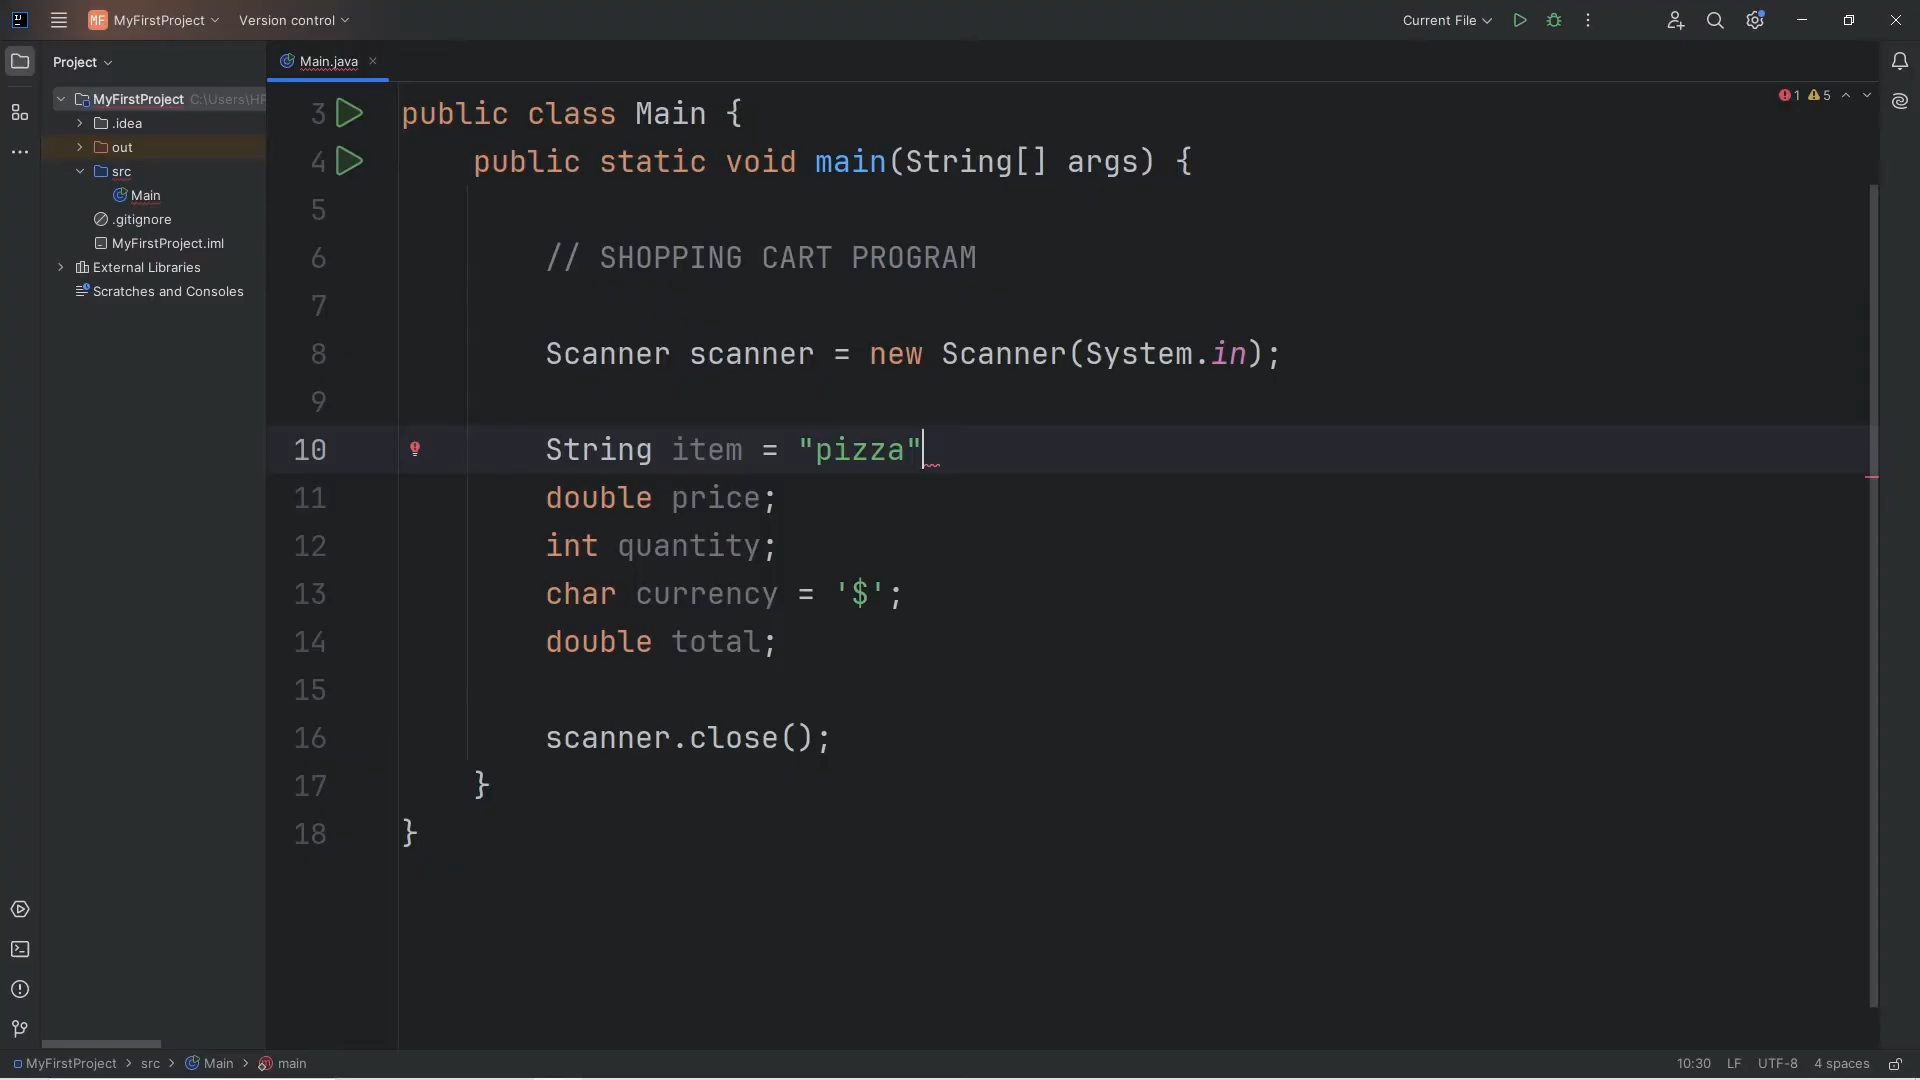 MF MyFirstProject Version control Current File
Project
Main.java
MyFirstProject C:\Users\HP
.idea
out
src
Main
.gitignore
MyFirstProject.iml
External Libraries
Scratches and Consoles
1 5
3 public class Main {
4 public static void main(String[] args) {
5
6 // SHOPPING CART PROGRAM
7
8 Scanner scanner = new Scanner(System.in);
9
10 String item = "pizza"
11 double price;
12 int quantity;
13 char currency = '$';
14 double total;
15
16 scanner.close();
17 }
18 }
MyFirstProject > src > Main > main 10:30 LF UTF-8 4 spaces